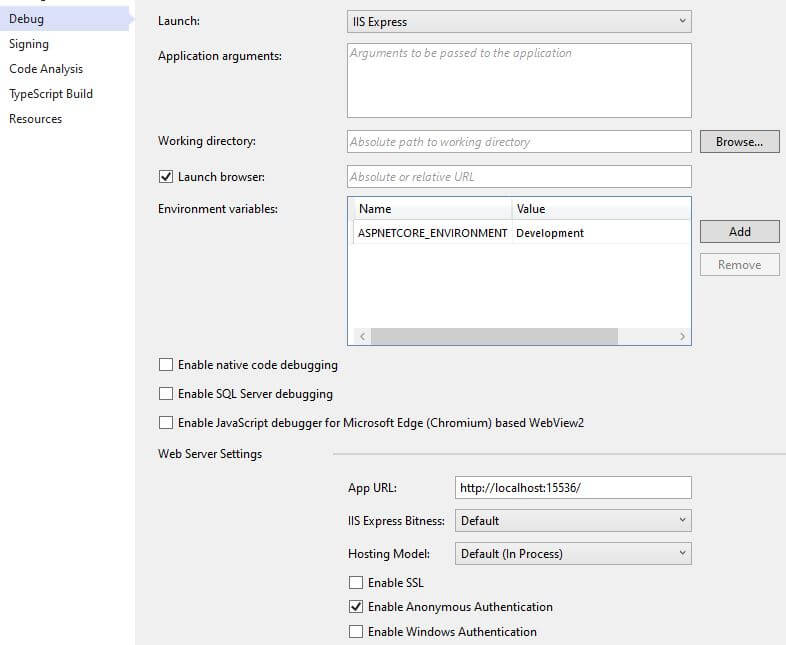 Debug
Signing
Code Analysis
TypeScript Build
Resources
Launch: IIS Express
Application arguments: Arguments to be passed to the application
Working directory: Absolute path to working directory Browse...
Launch browser: Absolute or relative URL
Environment variables: Name Value
ASPNETCORE_ENVIRONMENT Development Add
Remove
Enable native code debugging
Enable SQL Server debugging
Enable JavaScript debugger for Microsoft Edge (Chromium) based WebView2
Web Server Settings
App URL: http://localhost:15536/
IIS Express Bitness: Default
Hosting Model: Default (In Process)
Enable SSL
Enable Anonymous Authentication
Enable Windows Authentication